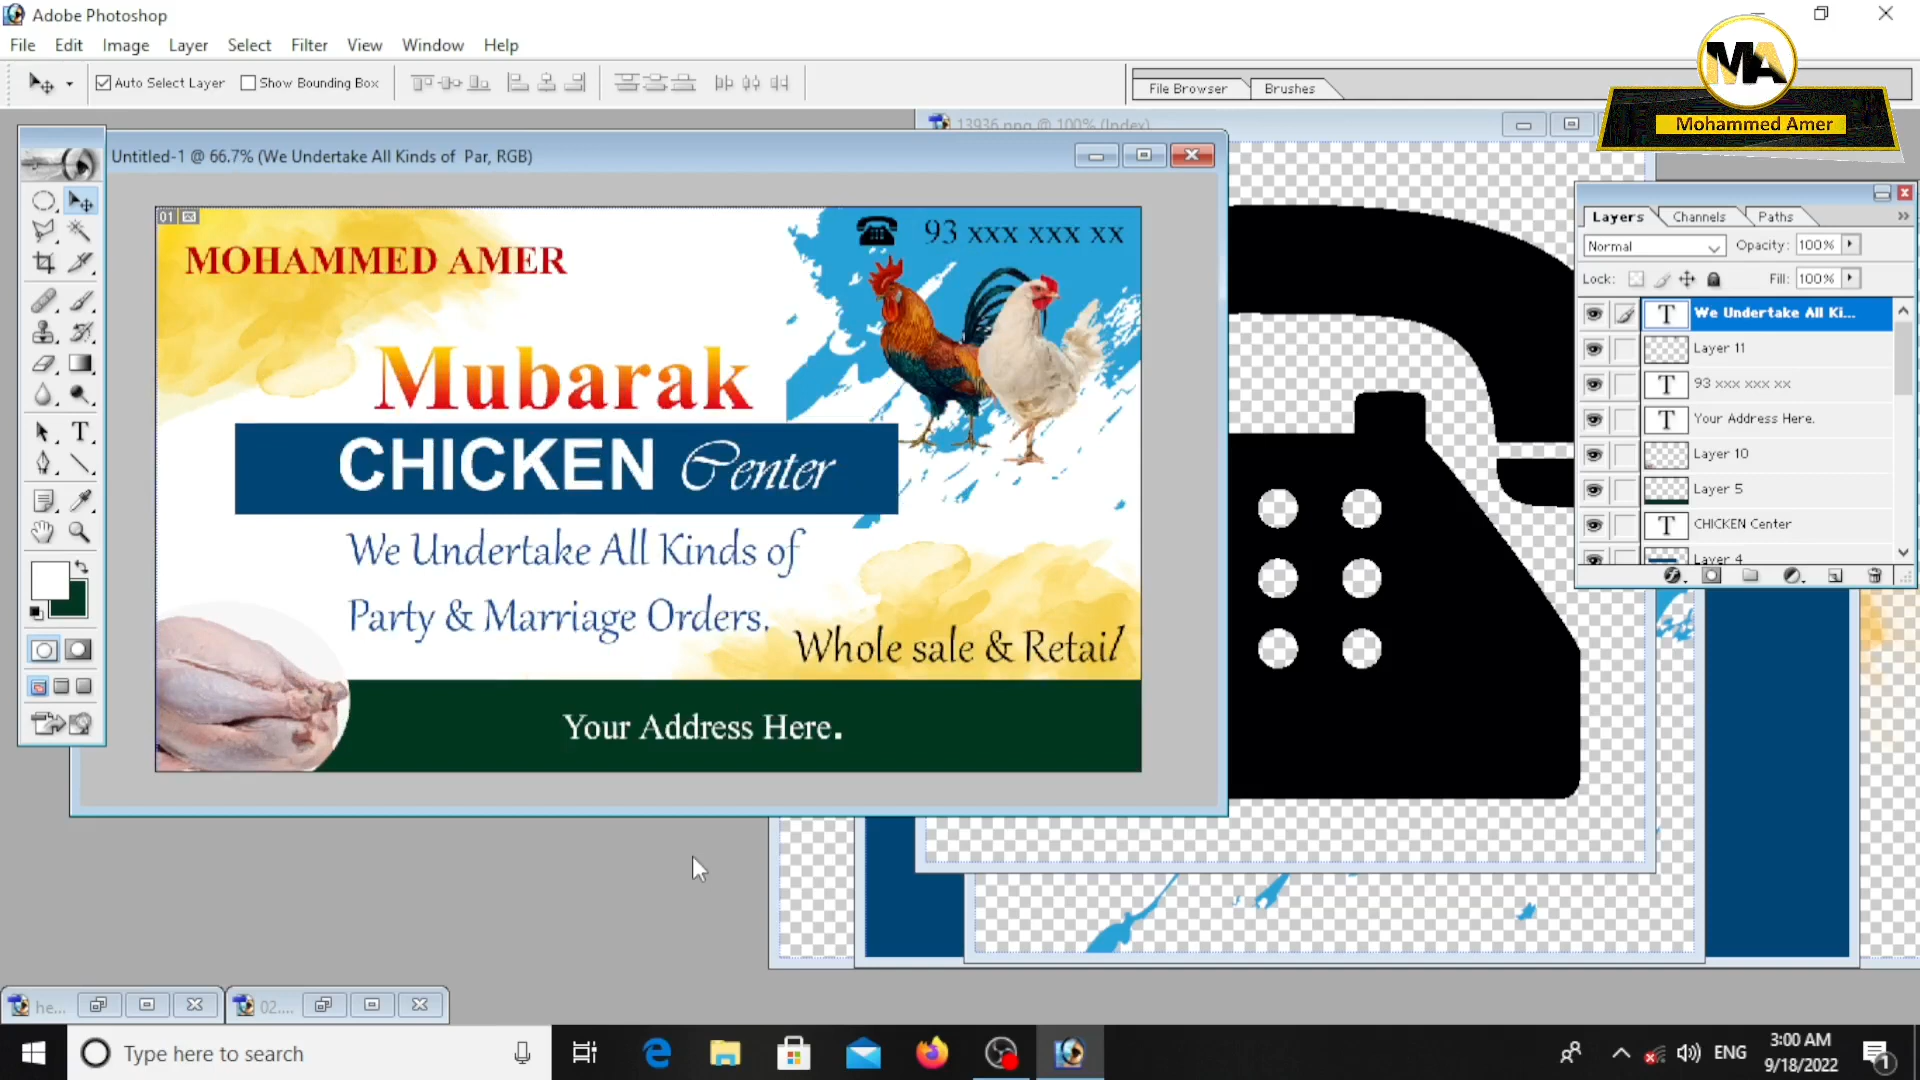 Adobe Photoshop
File Edit Image Layer Select Filter View Window Help
Auto Select Layer Show Bounding Box
File Browser Brushes
MA
Mohammed Amer
13936.png @ 100% (Index)
Untitled-1 @ 66.7% (We Undertake All Kinds of  Par, RGB)
01
MOHAMMED AMER
93 xxx xxx xx
Mubarak
CHICKEN Center
We Undertake All Kinds of
Party & Marriage Orders.
Whole sale & Retail
Your Address Here.
Layers Channels Paths
Normal Opacity: 100%
Lock: Fill: 100%
We Undertake All Ki...
Layer 11
93 xxx xxx xx
Your Address Here.
Layer 10
Layer 5
CHICKEN Center
Layer 4
he... 02....
Type here to search
ENG
3:00 AM
9/18/2022
1